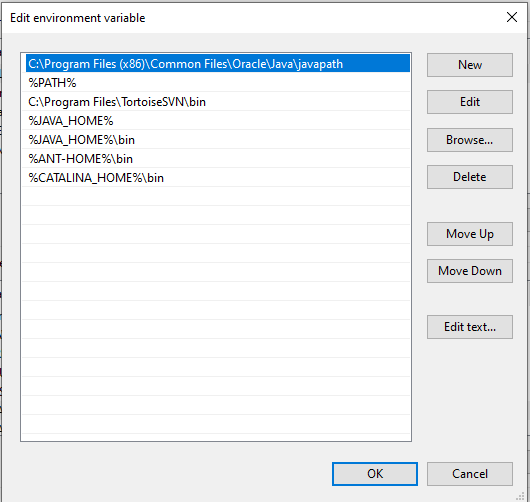 Edit environment variable
C:\Program Files (x86)\Common Files\Oracle\Java\javapath
%PATH%
C:\Program Files\TortoiseSVN\bin
%JAVA_HOME%
%JAVA_HOME%\bin
%ANT-HOME%\bin
%CATALINA_HOME%\bin
New
Edit
Browse...
Delete
Move Up
Move Down
Edit text...
OK
Cancel